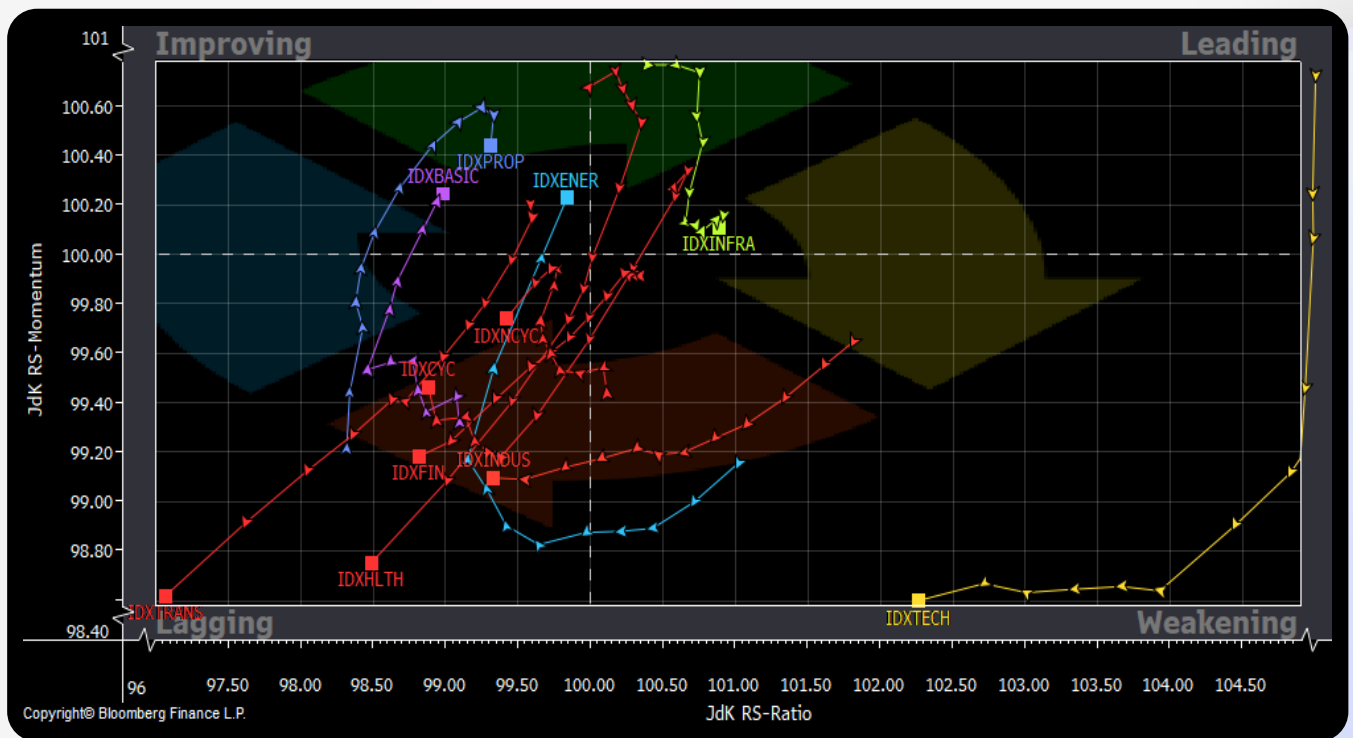 Improving
Leading
101
100.60
100.40
100.20
100.00
99.80
99.60
99.40
99.20
99.00
98.80
98.40
JdK RS-Momentum
IDXPROP
IDXBASIC
IDXENER
IDXINFRA
IDXNCYC
IDXCYC
IDXFIN
IDXINDUS
IDXHLTH
IDXTRANS
IDXTECH
Lagging
Weakening
96
97.50
98.00
98.50
99.00
99.50
100.00
100.50
101.00
101.50
102.00
102.50
103.00
103.50
104.00
104.50
Copyright© Bloomberg Finance L.P.
JdK RS-Ratio